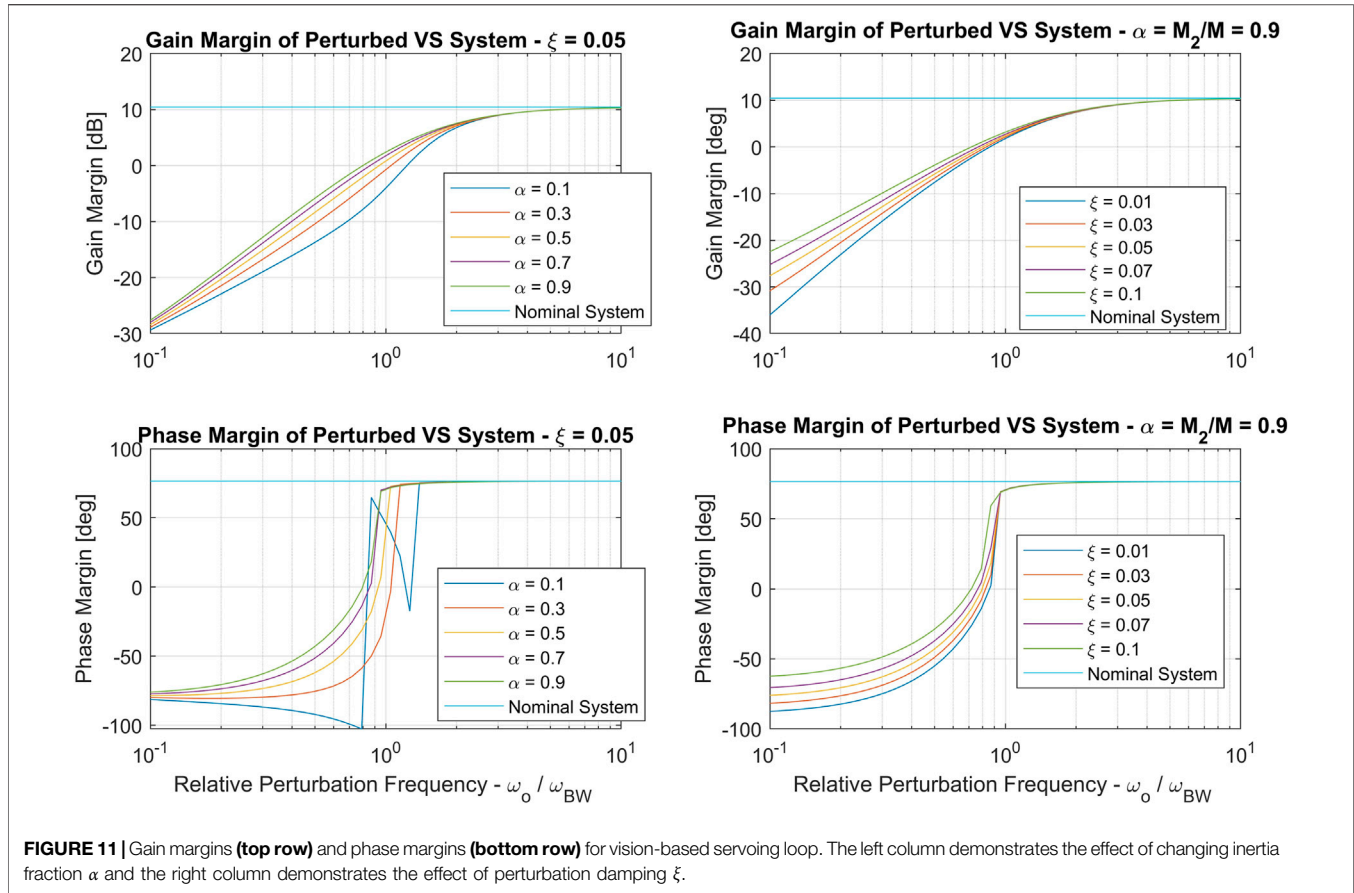 Gain Margin of Perturbed VS System - ξ = 0.05
20
10
0
-10
-20
-30
Gain Margin [dB]
10^-1
10^0
10^1
α = 0.1
α = 0.3
α = 0.5
α = 0.7
α = 0.9
Nominal System
Gain Margin of Perturbed VS System - α = M_2/M = 0.9
20
10
0
-10
-20
-30
-40
Gain Margin [deg]
10^-1
10^0
10^1
ξ = 0.01
ξ = 0.03
ξ = 0.05
ξ = 0.07
ξ = 0.1
Nominal System
Phase Margin of Perturbed VS System - ξ = 0.05
100
50
0
-50
-100
Phase Margin [deg]
10^-1
10^0
10^1
α = 0.1
α = 0.3
α = 0.5
α = 0.7
α = 0.9
Nominal System
Relative Perturbation Frequency - ω_o / ω_BW
Phase Margin of Perturbed VS System - α = M_2/M = 0.9
100
50
0
-50
-100
Phase Margin [deg]
10^-1
10^0
10^1
ξ = 0.01
ξ = 0.03
ξ = 0.05
ξ = 0.07
ξ = 0.1
Nominal System
Relative Perturbation Frequency - ω_o / ω_BW
FIGURE 11 | Gain margins (top row) and phase margins (bottom row) for vision-based servoing loop. The left column demonstrates the effect of changing inertia
fraction α and the right column demonstrates the effect of perturbation damping ξ.